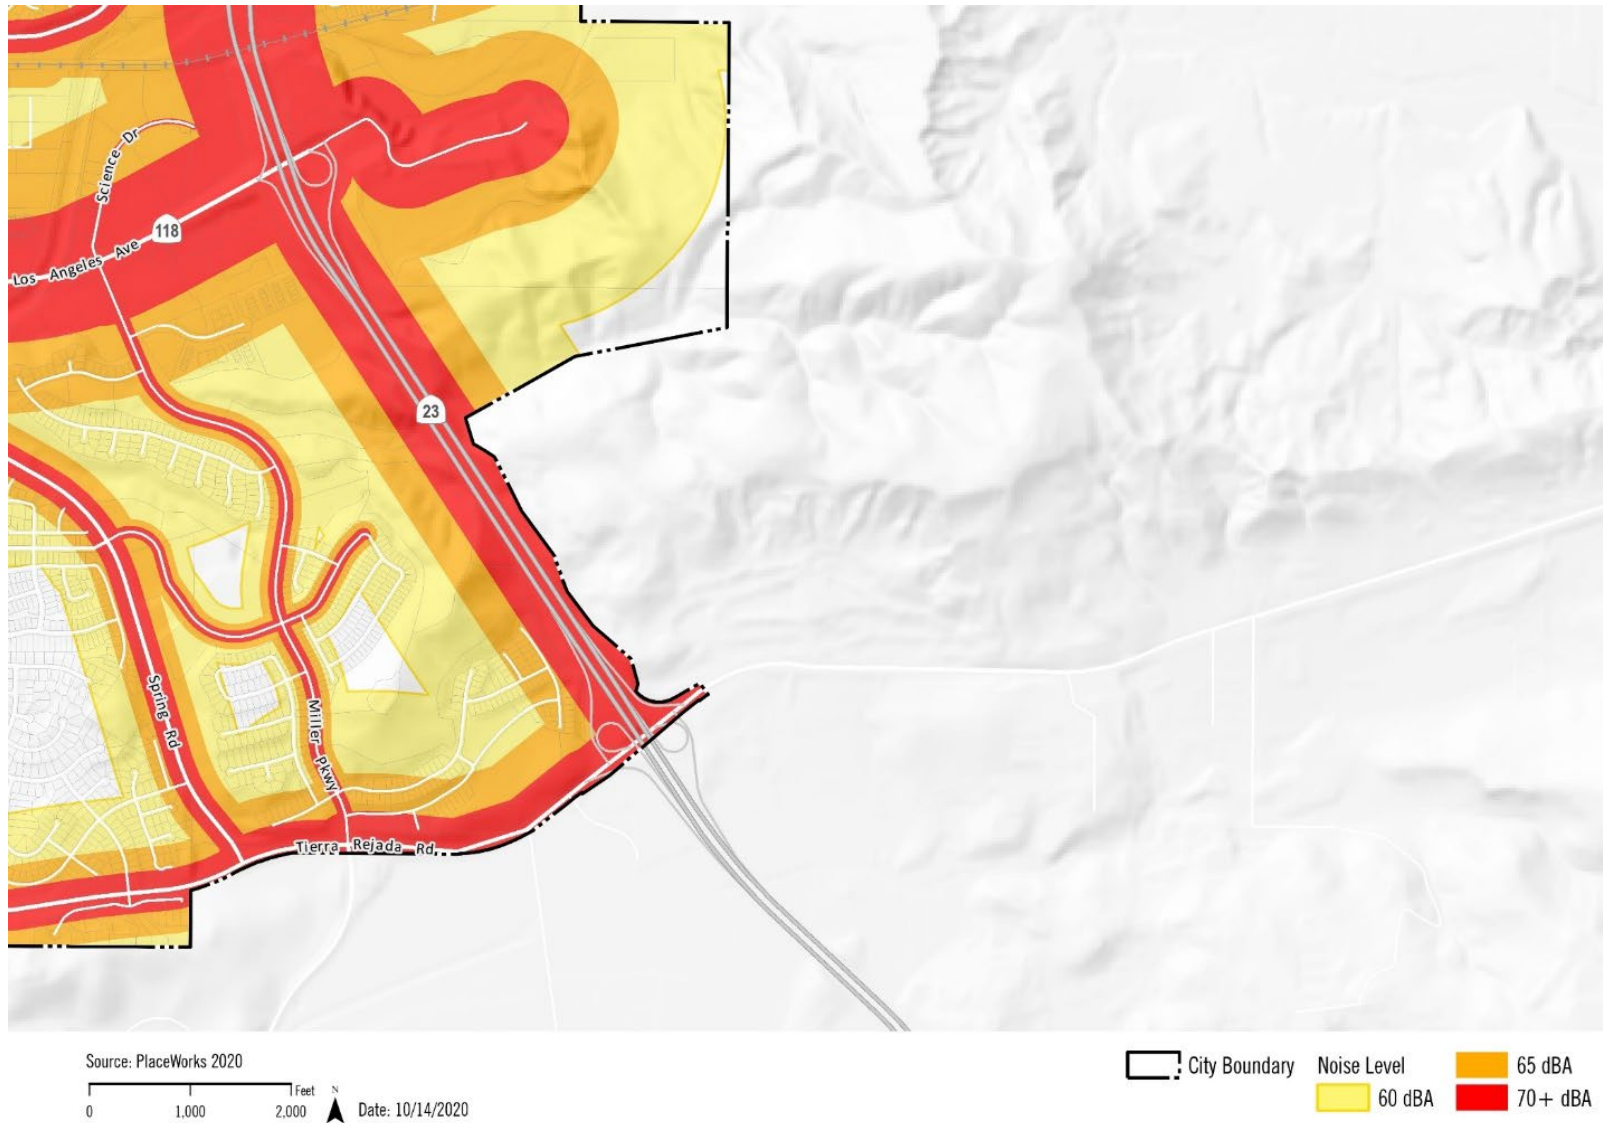 Science Dr
118
Los Angeles Ave
23
Spring Rd
Miller Pkwy
Tierra Rejada Rd
Source: PlaceWorks 2020
Feet
0 1,000 2,000
N
Date: 10/14/2020
City Boundary
Noise Level
60 dBA
65 dBA
70+ dBA